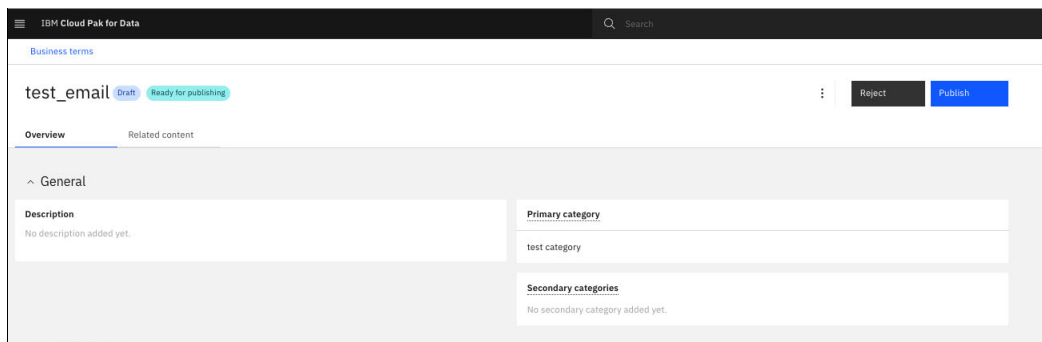 IBM Cloud Pak for Data
Search
Business terms
test_email Draft Ready for publishing
Reject Publish
Overview Related content
General
Description
No description added yet.
Primary category
test category
Secondary categories
No secondary category added yet.